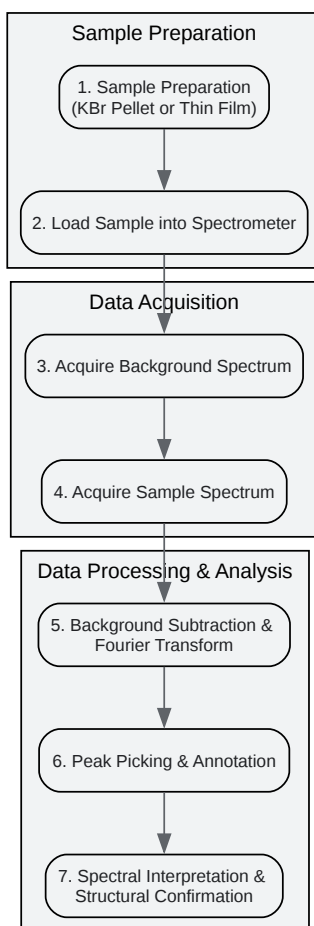 Sample Preparation
1. Sample Preparation
(KBr Pellet or Thin Film)
2. Load Sample into Spectrometer
Data Acquisition
3. Acquire Background Spectrum
4. Acquire Sample Spectrum
Data Processing & Analysis
5. Background Subtraction &
Fourier Transform
6. Peak Picking & Annotation
7. Spectral Interpretation &
Structural Confirmation